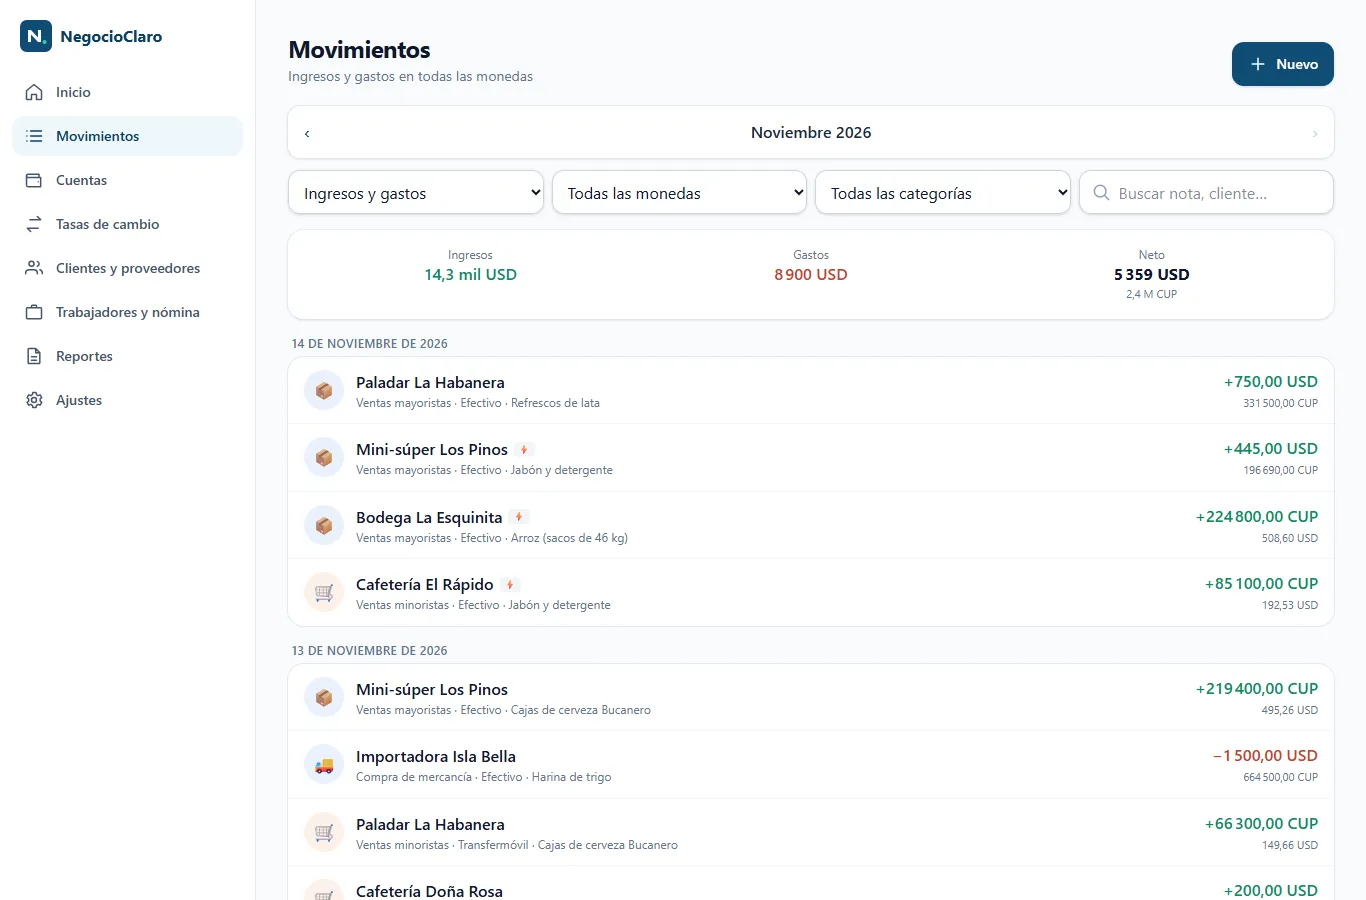 N. NegocioClaro
Inicio
Movimientos
Cuentas
Tasas de cambio
Clientes y proveedores
Trabajadores y nómina
Reportes
Ajustes
Movimientos
Ingresos y gastos en todas las monedas
+ Nuevo
‹ Noviembre 2026 ›
Ingresos y gastos
Todas las monedas
Todas las categorías
Buscar nota, cliente...
Ingresos
14,3 mil USD
Gastos
8 900 USD
Neto
5 359 USD
2,4 M CUP
14 DE NOVIEMBRE DE 2026
Paladar La Habanera
Ventas mayoristas · Efectivo · Refrescos de lata
+750,00 USD
331 500,00 CUP
Mini-súper Los Pinos
Ventas mayoristas · Efectivo · Jabón y detergente
+445,00 USD
196 690,00 CUP
Bodega La Esquinita
Ventas mayoristas · Efectivo · Arroz (sacos de 46 kg)
+224 800,00 CUP
508,60 USD
Cafetería El Rápido
Ventas minoristas · Efectivo · Jabón y detergente
+85 100,00 CUP
192,53 USD
13 DE NOVIEMBRE DE 2026
Mini-súper Los Pinos
Ventas mayoristas · Efectivo · Cajas de cerveza Bucanero
+219 400,00 CUP
495,26 USD
Importadora Isla Bella
Compra de mercancía · Efectivo · Harina de trigo
−1 500,00 USD
664 500,00 CUP
Paladar La Habanera
Ventas minoristas · Transfermóvil · Cajas de cerveza Bucanero
+66 300,00 CUP
149,66 USD
Cafetería Doña Rosa
+200,00 USD